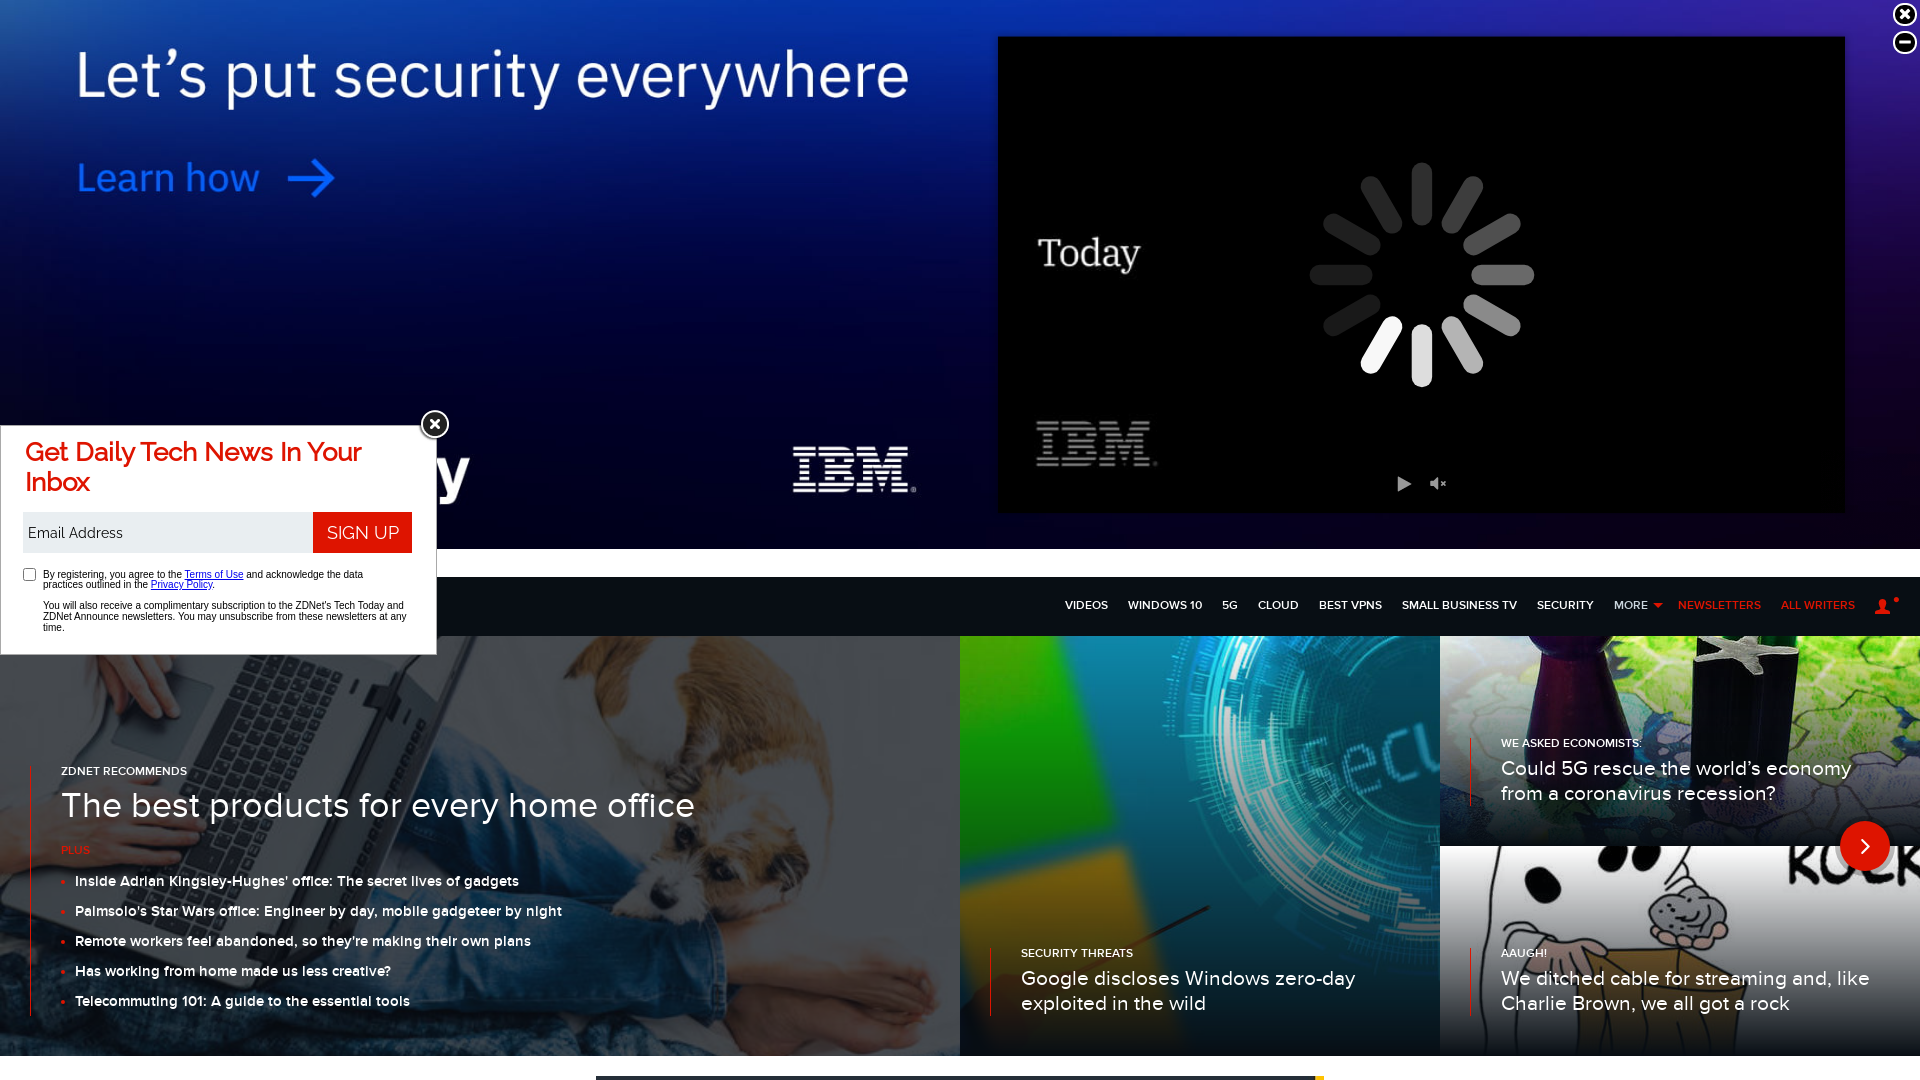 Let's put security everywhere
Learn how
Today
IBM
IBM
Get Daily Tech News In Your
Inbox
Email Address
SIGN UP
By registering, you agree to the Terms of Use and acknowledge the data
practices outlined in the Privacy Policy.
You will also receive a complimentary subscription to the ZDNet's Tech Today and
ZDNet Announce newsletters. You may unsubscribe from these newsletters at any
time.
VIDEOS WINDOWS 10 5G CLOUD BEST VPNS SMALL BUSINESS TV SECURITY MORE NEWSLETTERS ALL WRITERS
ZDNET RECOMMENDS
The best products for every home office
PLUS
Inside Adrian Kingsley-Hughes' office: The secret lives of gadgets
Palmsolo's Star Wars office: Engineer by day, mobile gadgeteer by night
Remote workers feel abandoned, so they're making their own plans
Has working from home made us less creative?
Telecommuting 101: A guide to the essential tools
SECURITY THREATS
Google discloses Windows zero-day
exploited in the wild
WE ASKED ECONOMISTS:
Could 5G rescue the world’s economy
from a coronavirus recession?
ROCK
AAUGH!
We ditched cable for streaming and, like
Charlie Brown, we all got a rock